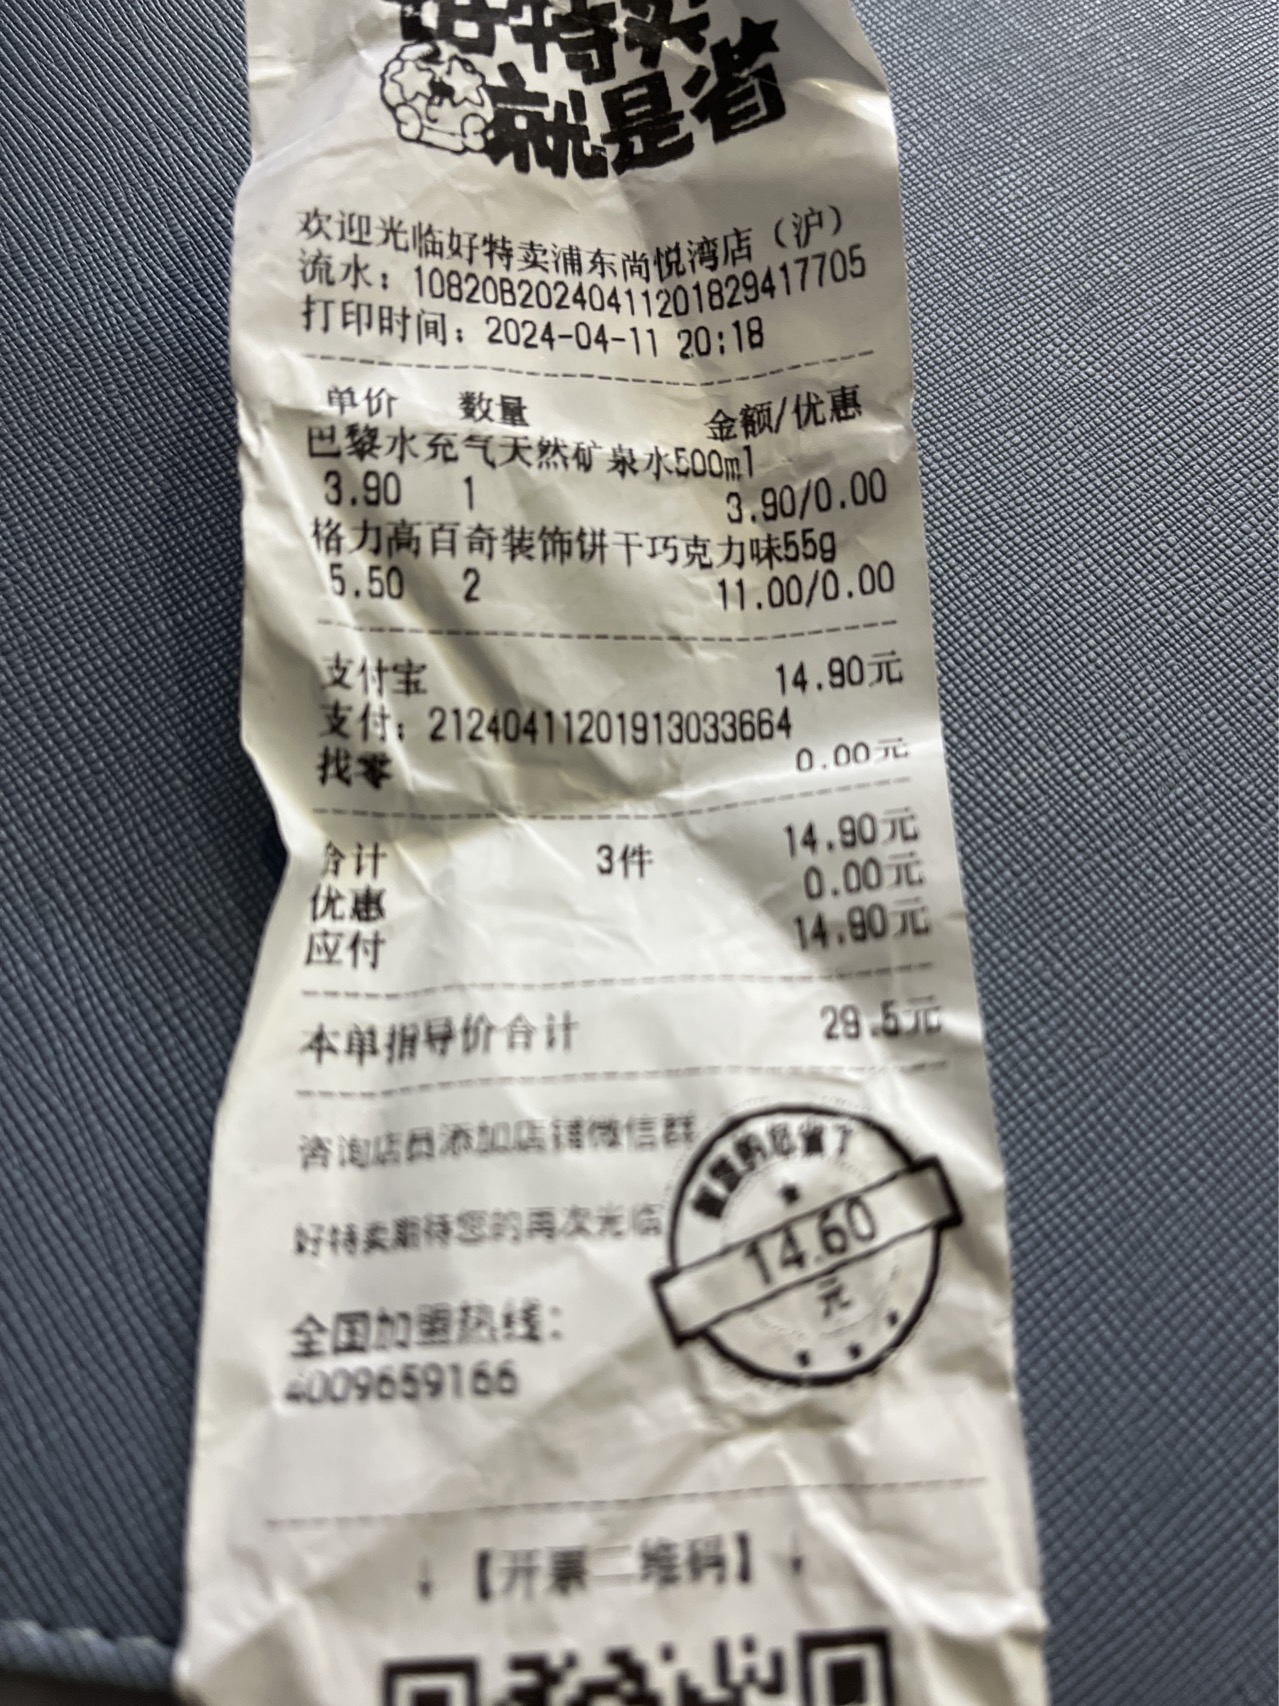 好特卖
就是省
欢迎光临好特卖浦东尚悦湾店（沪）
流水：10820B20240411201829417705
打印时间：2024-04-11 20:18
单价 数量 金额/优惠
巴黎水充气天然矿泉水500ml
3.90 1 3.90/0.00
格力高百奇装饰饼干巧克力味55g
5.50 2 11.00/0.00
支付宝 14.90元
支付：21240411201913033664
找零 0.00元
合计 3件 14.90元
优惠 0.00元
应付 14.90元
本单指导价合计 29.5元
咨询店员添加店铺微信群
好特卖期待您的再次光临
14.60
元
全国加盟热线：
4009659166
↓【开票二维码】↓